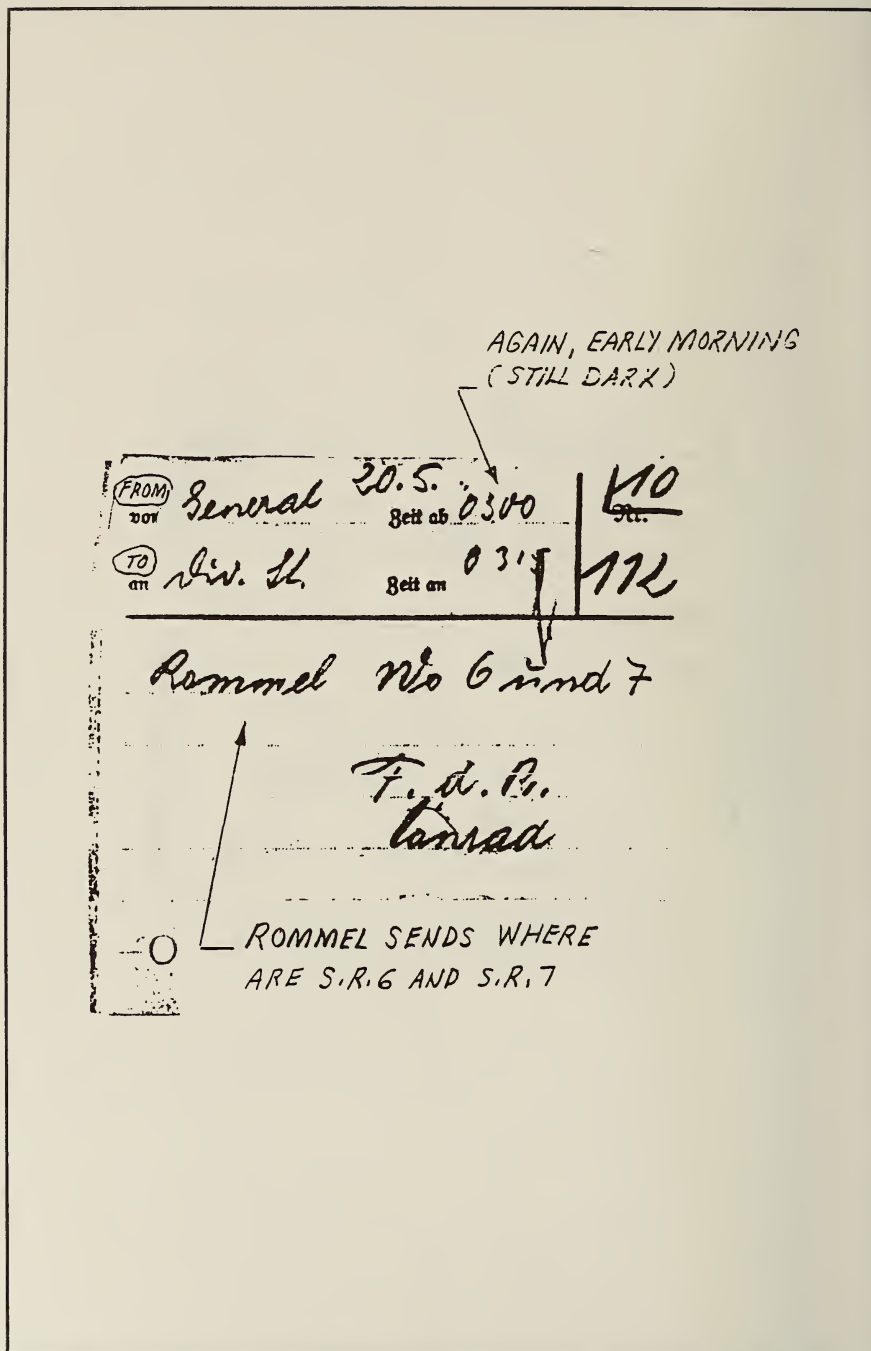 AGAIN, EARLY MORNING
(STILL DARK)
FROM
von General 20.5. Zeit ab 0300 Nr.
TO
an Div. St. Zeit an 0315 112
Rommel Wo 6 und 7
F. d. R.
Conrad
ROMMEL SENDS WHERE
ARE S.R.6 AND S.R.7